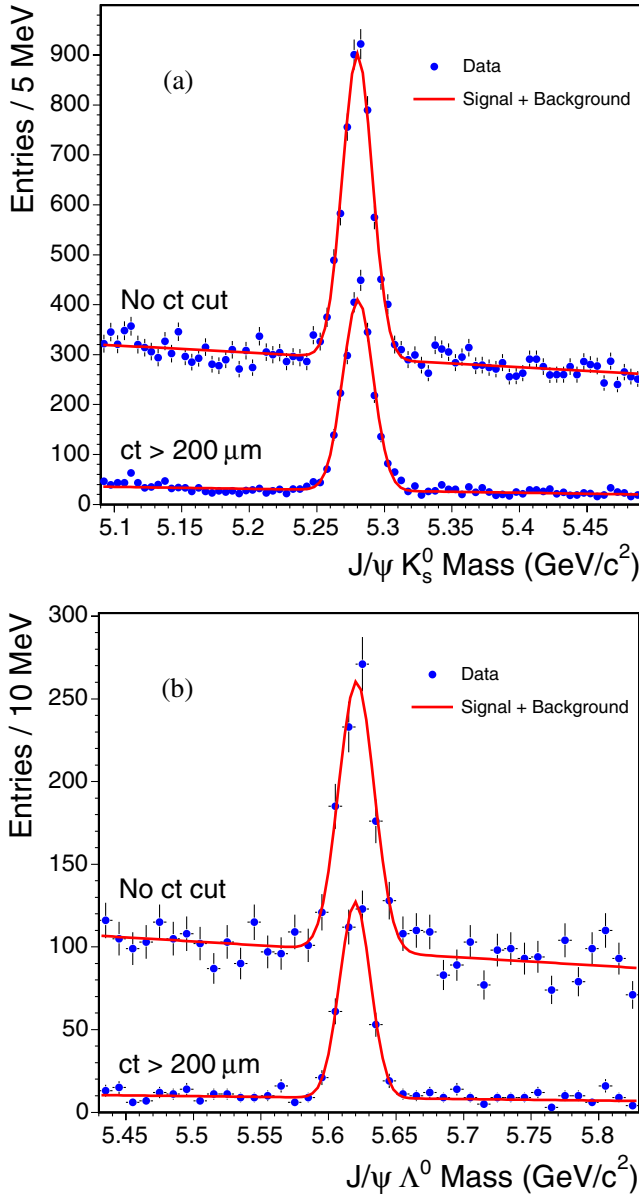 (a)
Data
Signal + Background
No ct cut
ct > 200 μm
Entries / 5 MeV
900
800
700
600
500
400
300
200
100
0
5.1 5.15 5.2 5.25 5.3 5.35 5.4 5.45
J/ψ K⁰ₛ Mass (GeV/c²)
(b)
Data
Signal + Background
No ct cut
ct > 200 μm
Entries / 10 MeV
300
250
200
150
100
50
0
5.45 5.5 5.55 5.6 5.65 5.7 5.75 5.8
J/ψ Λ⁰ Mass (GeV/c²)